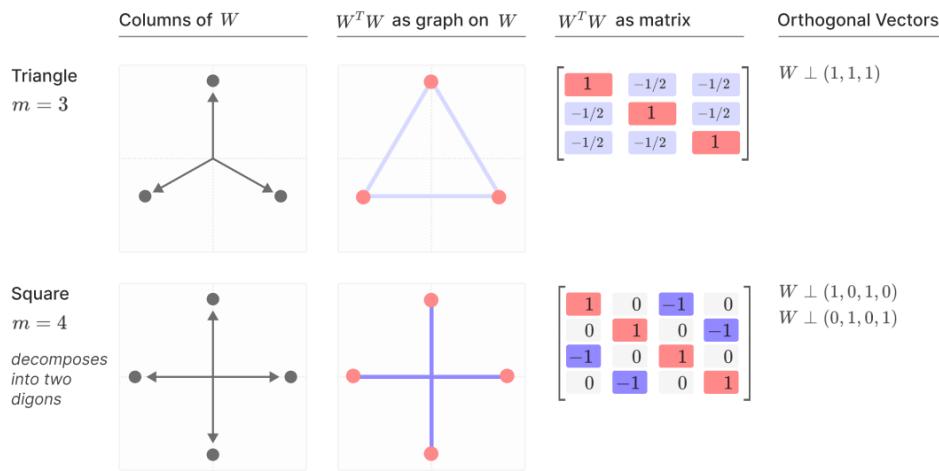 Columns of W
W^T W as graph on W
W^T W as matrix
Orthogonal Vectors
Triangle
m = 3
1 −1/2 −1/2
−1/2 1 −1/2
−1/2 −1/2 1
W ⊥ (1, 1, 1)
Square
m = 4
decomposes
into two
digons
1 0 −1 0
0 1 0 −1
−1 0 1 0
0 −1 0 1
W ⊥ (1, 0, 1, 0)
W ⊥ (0, 1, 0, 1)